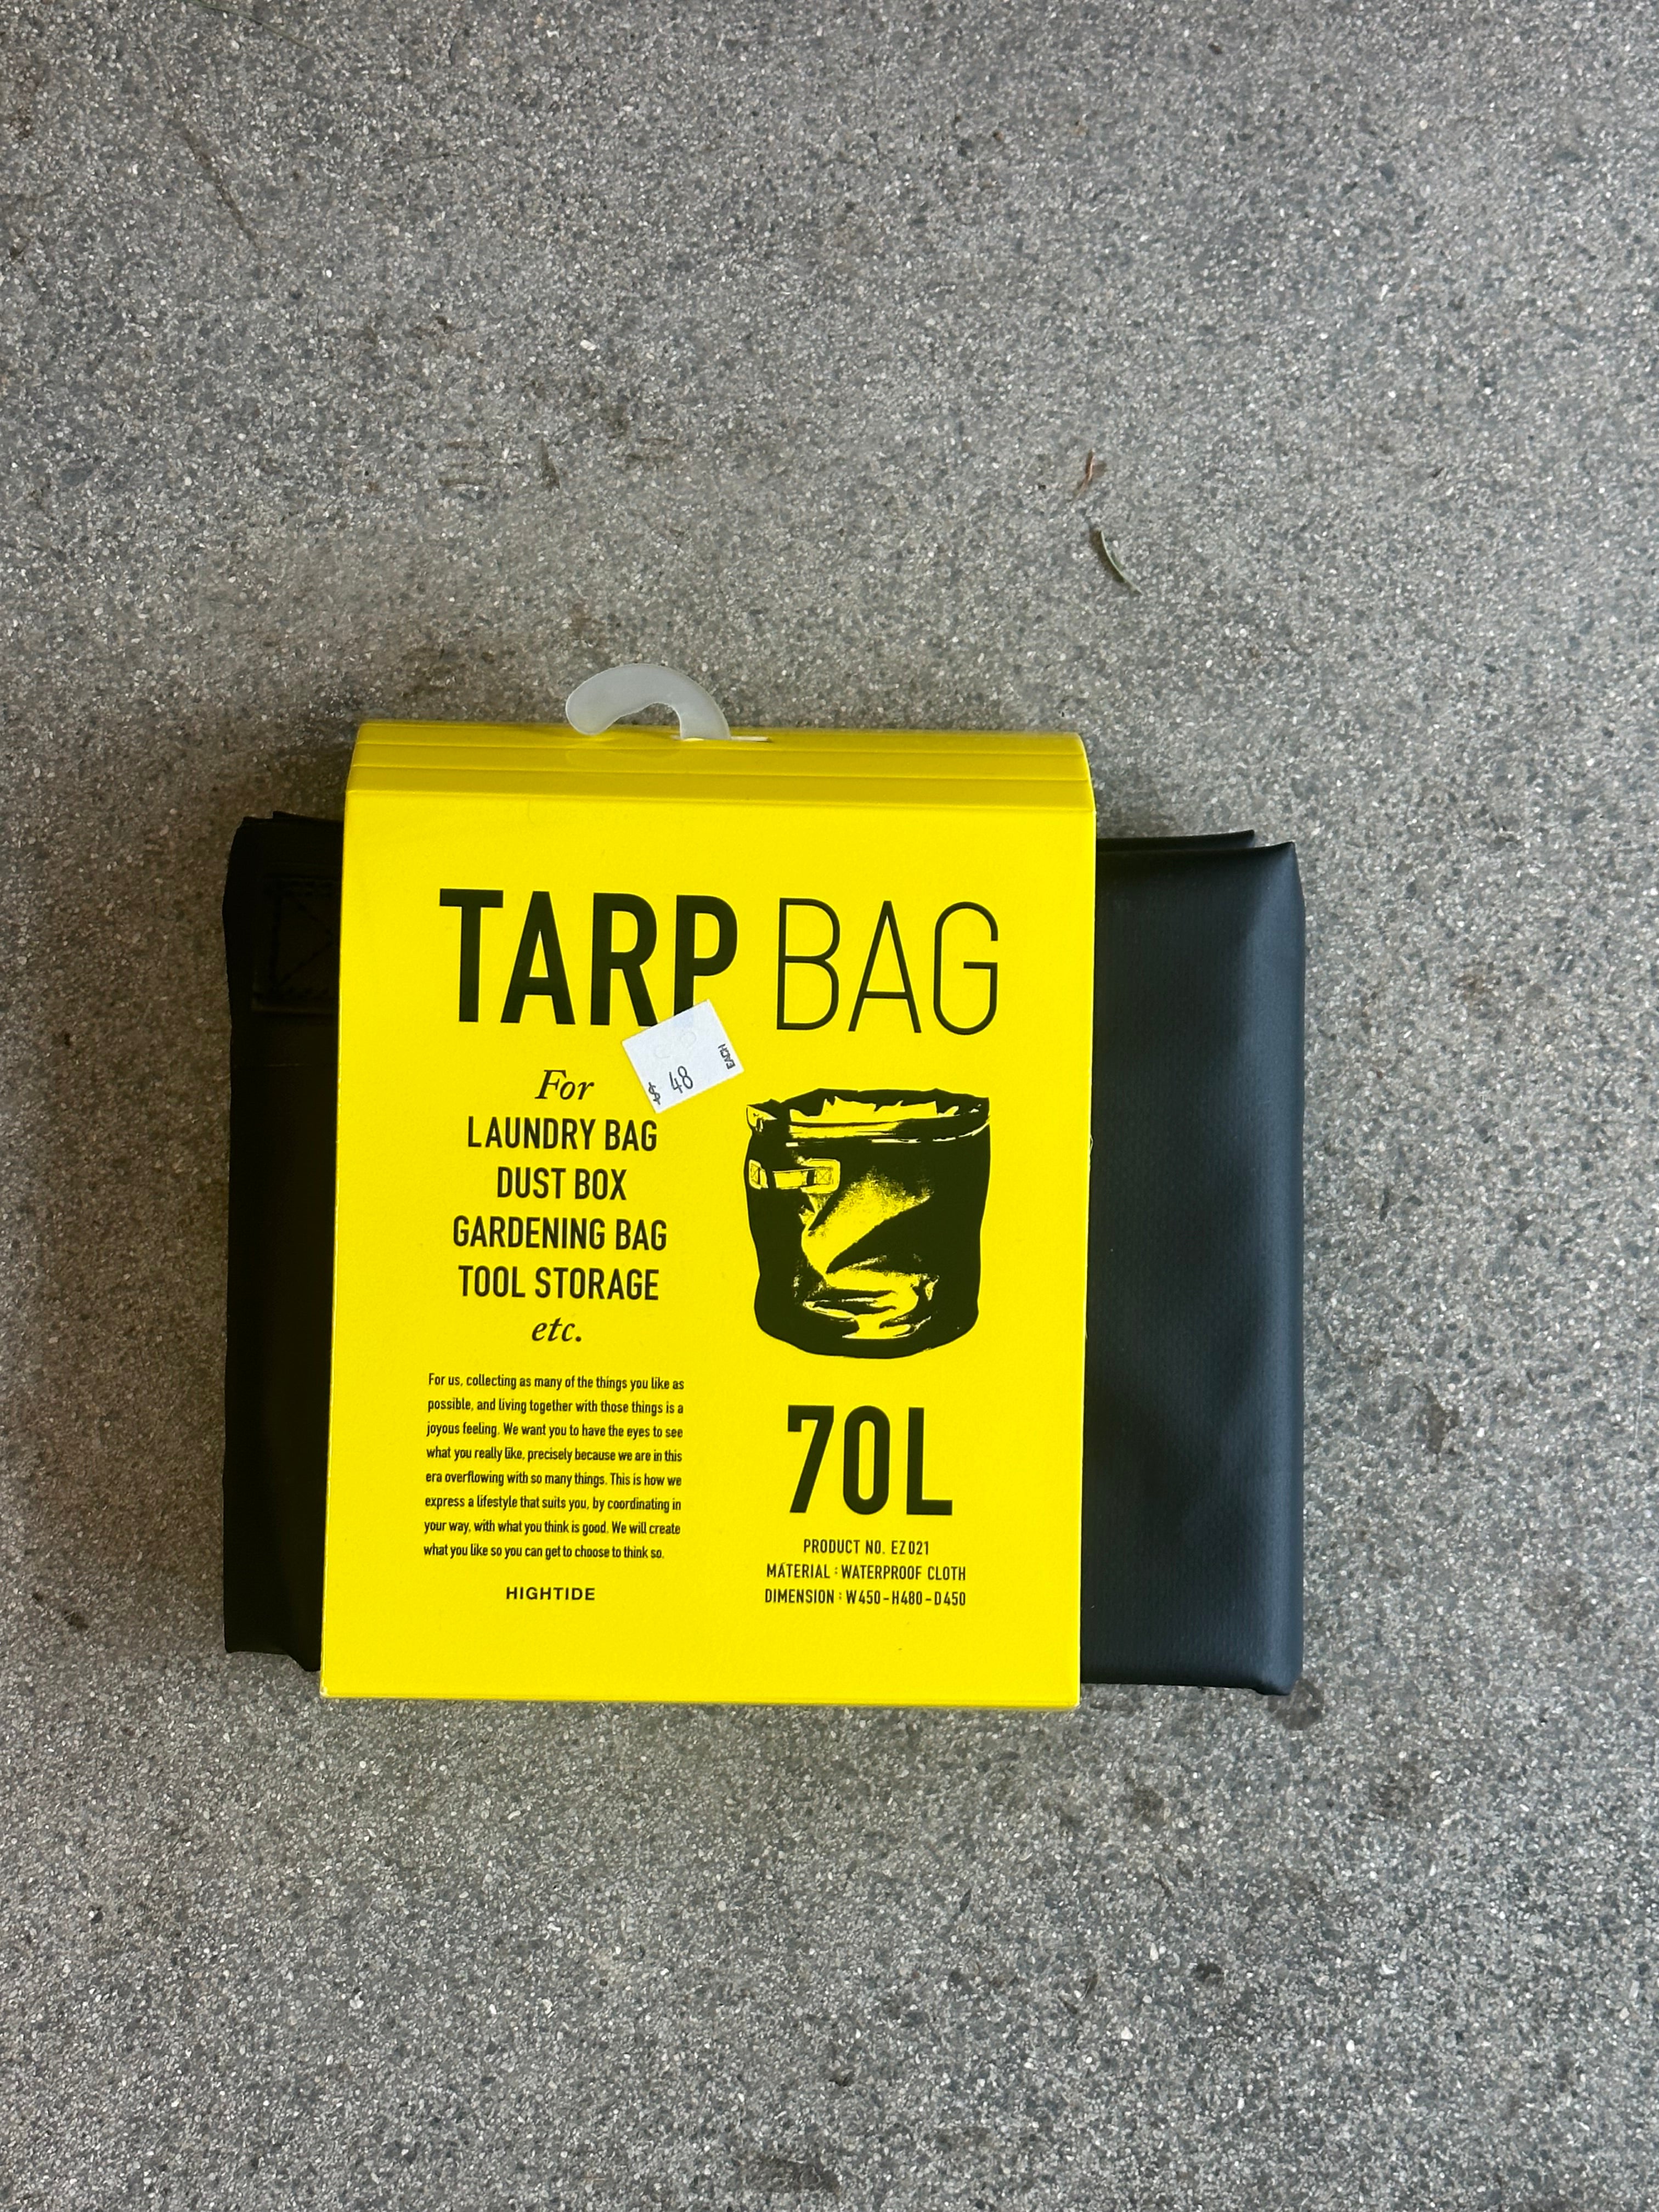 TARP BAG
$ 48 EACH
For
LAUNDRY BAG
DUST BOX
GARDENING BAG
TOOL STORAGE
etc.
For us, collecting as many of the things you like as
possible, and living together with those things is a
joyous feeling. We want you to have the eyes to see
what you really like, precisely because we are in this
era overflowing with so many things. This is how we
express a lifestyle that suits you, by coordinating in
your way, with what you think is good. We will create
what you like so you can get to choose to think so.
HIGHTIDE
70L
PRODUCT NO. EZ021
MATERIAL : WATERPROOF CLOTH
DIMENSION : W450-H480-D450